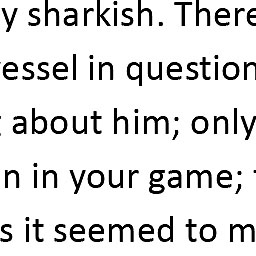 y sharkish. There
essel in question
about him; only
n in your game;
s it seemed to m